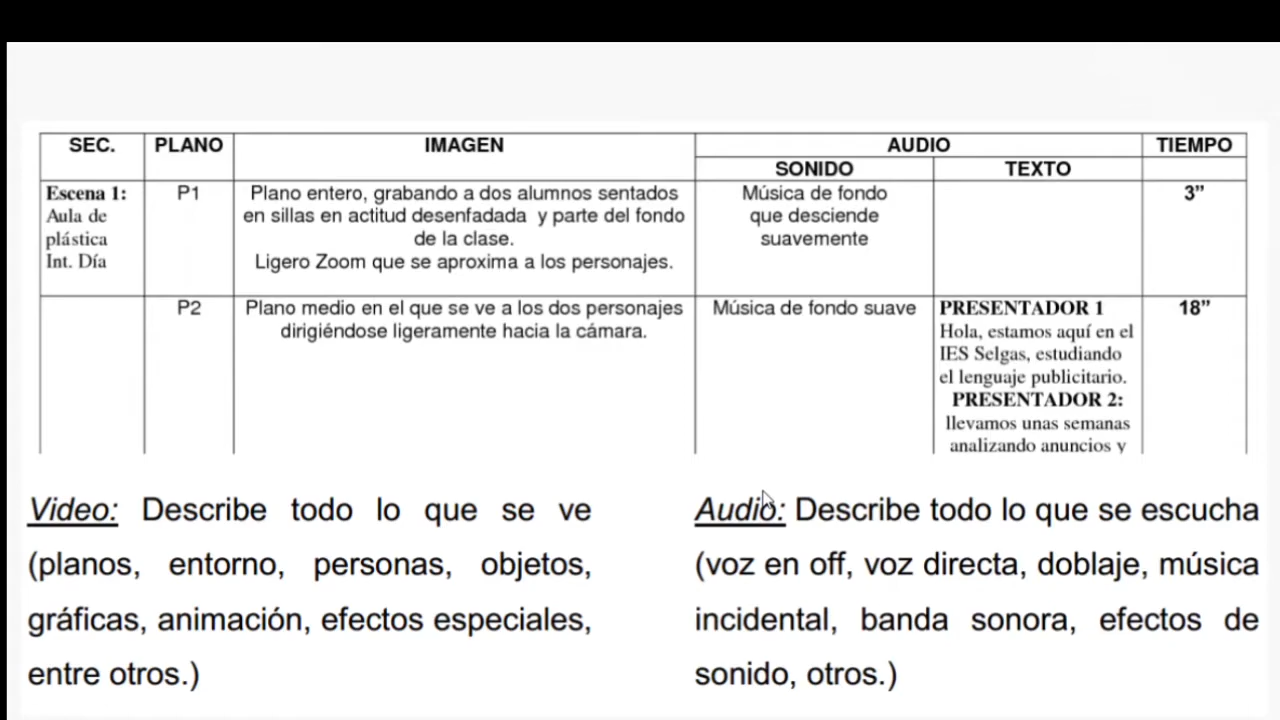 SEC. PLANO IMAGEN AUDIO TIEMPO
SONIDO TEXTO
Escena 1:
Aula de
plástica
Int. Día
P1
Plano entero, grabando a dos alumnos sentados
en sillas en actitud desenfadada y parte del fondo
de la clase.
Ligero Zoom que se aproxima a los personajes.
Música de fondo
que desciende
suavemente
3”
P2
Plano medio en el que se ve a los dos personajes
dirigiéndose ligeramente hacia la cámara.
Música de fondo suave
PRESENTADOR 1
Hola, estamos aquí en el
IES Selgas, estudiando
el lenguaje publicitario.
PRESENTADOR 2:
llevamos unas semanas
analizando anuncios y
18”
Video: Describe todo lo que se ve
(planos, entorno, personas, objetos,
gráficas, animación, efectos especiales,
entre otros.)
Audio: Describe todo lo que se escucha
(voz en off, voz directa, doblaje, música
incidental, banda sonora, efectos de
sonido, otros.)